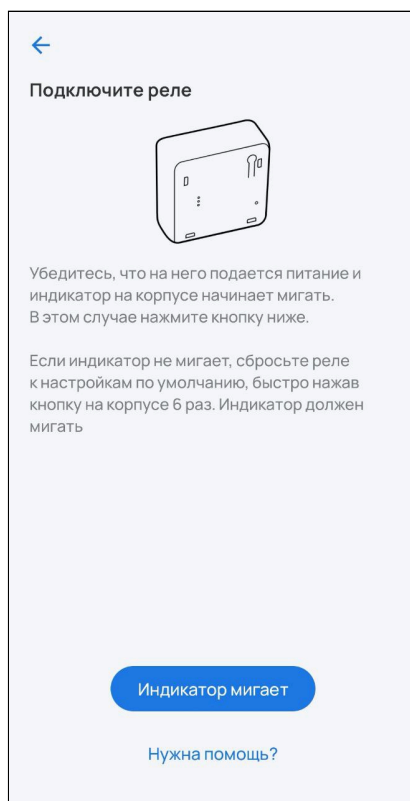 Подключите реле
Убедитесь, что на него подается питание и
индикатор на корпусе начинает мигать.
В этом случае нажмите кнопку ниже.
Если индикатор не мигает, сбросьте реле
к настройкам по умолчанию, быстро нажав
кнопку на корпусе 6 раз. Индикатор должен
мигать
Индикатор мигает
Нужна помощь?